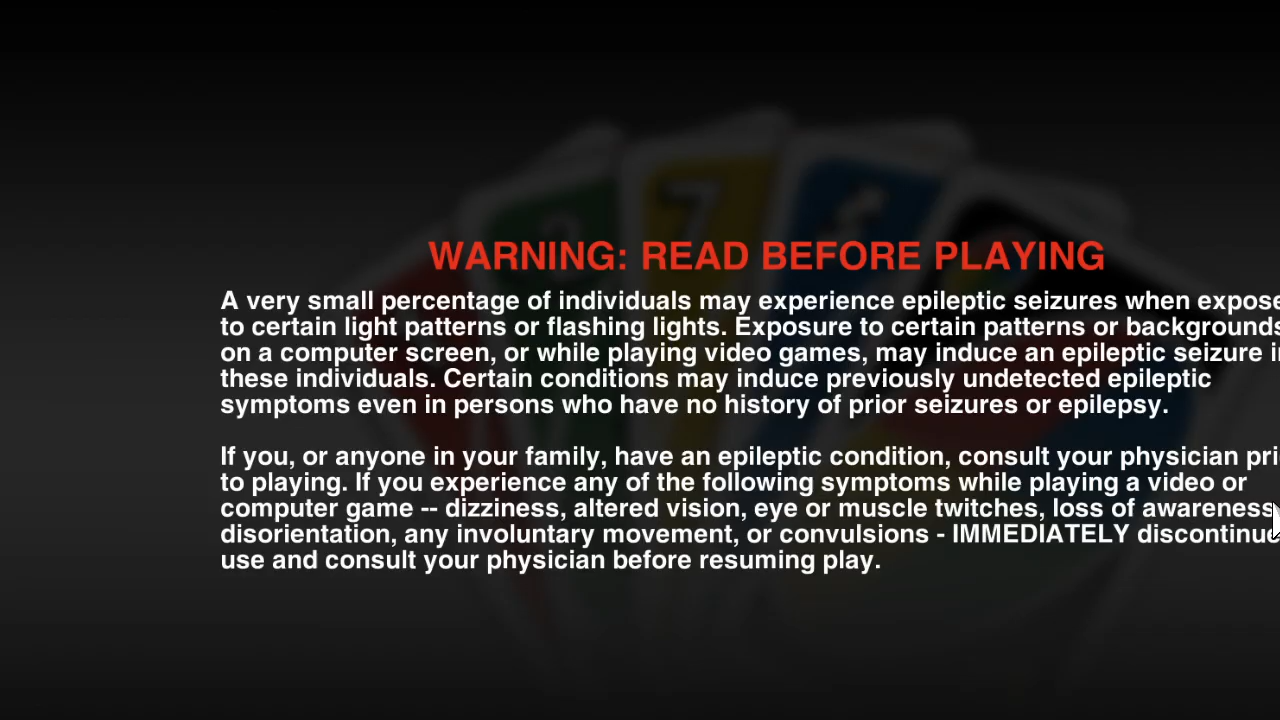 WARNING: READ BEFORE PLAYING
A very small percentage of individuals may experience epileptic seizures when expose
to certain light patterns or flashing lights. Exposure to certain patterns or backgrounds
on a computer screen, or while playing video games, may induce an epileptic seizure i
these individuals. Certain conditions may induce previously undetected epileptic
symptoms even in persons who have no history of prior seizures or epilepsy.
If you, or anyone in your family, have an epileptic condition, consult your physician pri
to playing. If you experience any of the following symptoms while playing a video or
computer game -- dizziness, altered vision, eye or muscle twitches, loss of awareness
disorientation, any involuntary movement, or convulsions - IMMEDIATELY discontinue
use and consult your physician before resuming play.